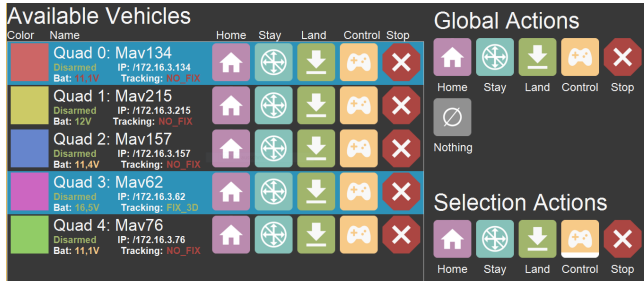 Available Vehicles
Color Name Home Stay Land Control Stop
Quad 0: Mav134
Disarmed IP: /172.16.3.134
Bat: 11,1V Tracking: NO_FIX
Quad 1: Mav215
Disarmed IP: /172.16.3.215
Bat: 12V Tracking: NO_FIX
Quad 2: Mav157
Disarmed IP: /172.16.3.157
Bat: 11,4V Tracking: NO_FIX
Quad 3: Mav62
Disarmed IP: /172.16.3.62
Bat: 16,5V Tracking: FIX_3D
Quad 4: Mav76
Disarmed IP: /172.16.3.76
Bat: 11,1V Tracking: NO_FIX
Global Actions
Home Stay Land Control Stop
Nothing
Selection Actions
Home Stay Land Control Stop